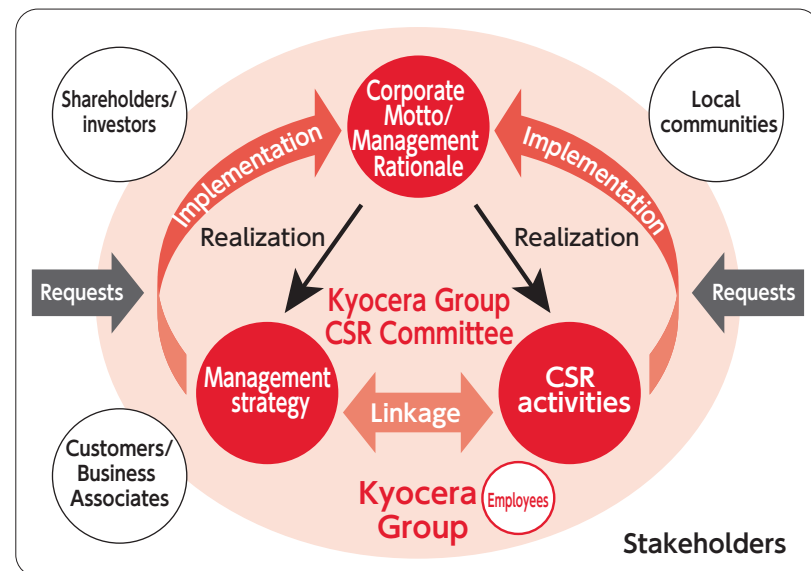 Shareholders/
investors
Corporate
Motto/
Management
Rationale
Local
communities
Implementation
Implementation
Realization
Realization
Requests
Requests
Kyocera Group
CSR Committee
Management
strategy
Linkage
CSR
activities
Customers/
Business
Associates
Kyocera
Group
Employees
Stakeholders